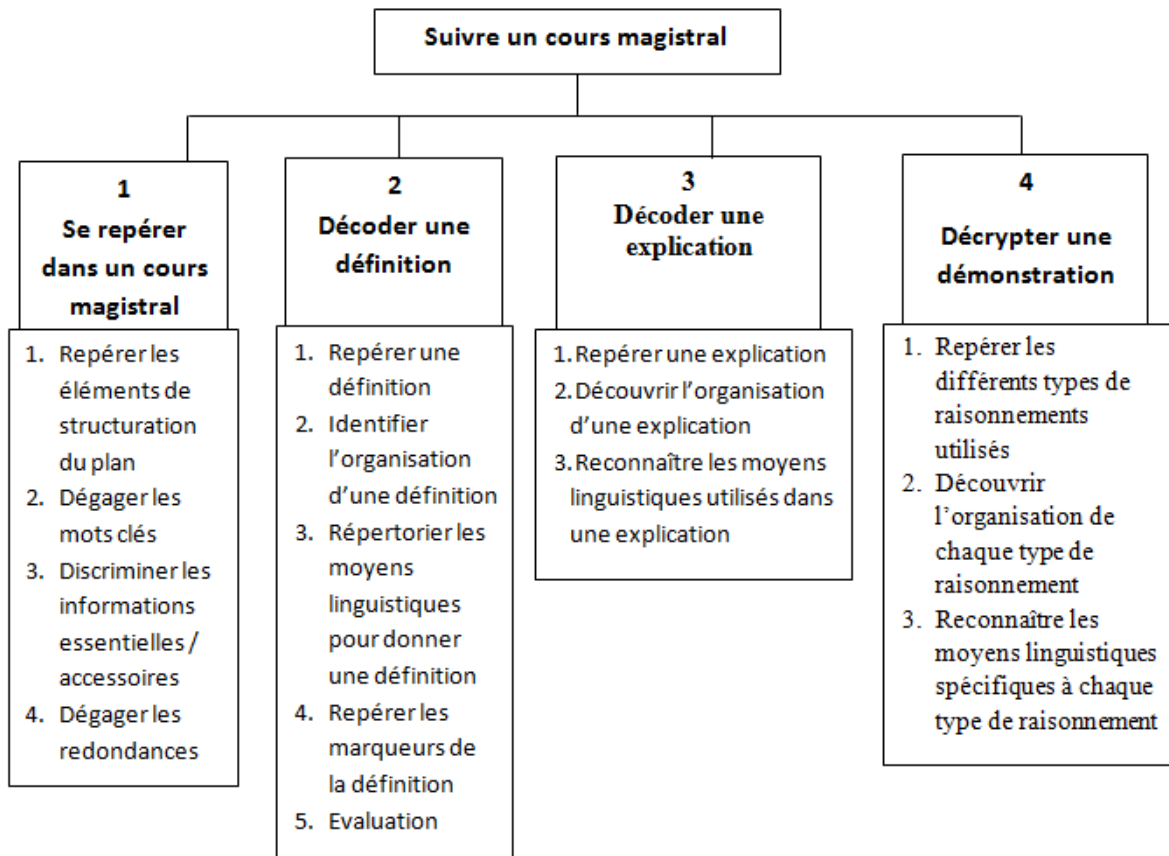 Suivre un cours magistral
1
Se repérer
dans un cours
magistral
1. Repérer les
éléments de
structuration
du plan
2. Dégager les
mots clés
3. Discriminer les
informations
essentielles /
accessoires
4. Dégager les
redondances
2
Décoder une
définition
1. Repérer une
définition
2. Identifier
l'organisation
d'une définition
3. Répertorier les
moyens
linguistiques
pour donner
une définition
4. Repérer les
marqueurs de
la définition
5. Evaluation
3
Décoder une
explication
1. Repérer une explication
2. Découvrir l'organisation
d'une explication
3. Reconnaître les moyens
linguistiques utilisés dans
une explication
4
Décrypter une
démonstration
1. Repérer les
différents types de
raisonnements
utilisés
2. Découvrir
l'organisation de
chaque type de
raisonnement
3. Reconnaître les
moyens linguistiques
spécifiques à chaque
type de raisonnement